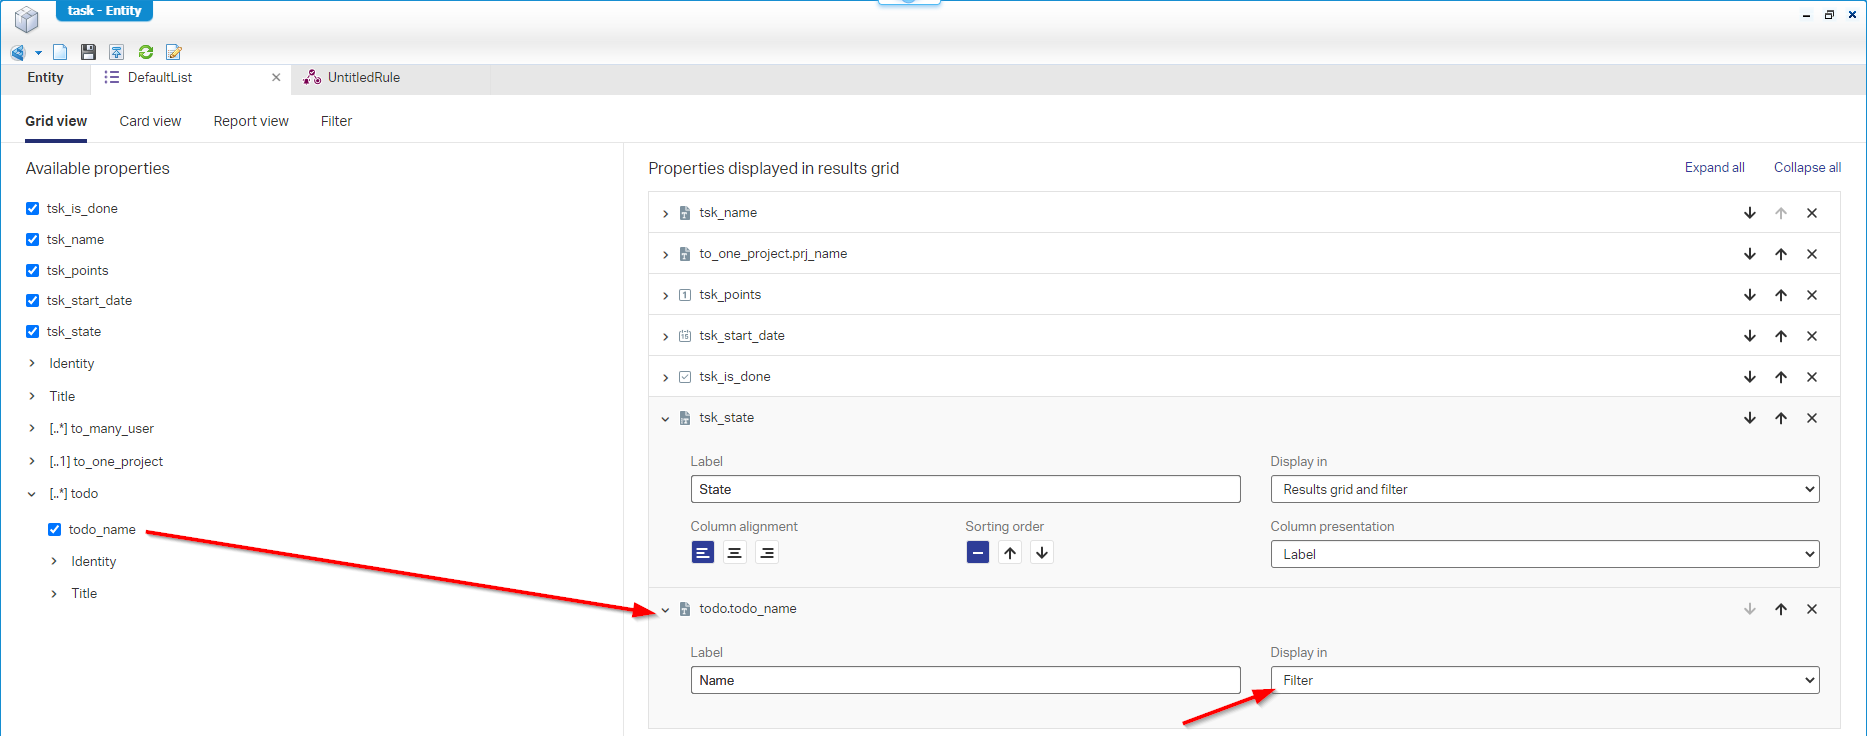 task - Entity
Entity
DefaultList
UntitledRule
Grid view
Card view
Report view
Filter
Available properties
tsk_is_done
tsk_name
tsk_points
tsk_start_date
tsk_state
Identity
Title
[..*] to_many_user
[..1] to_one_project
[..*] todo
todo_name
Identity
Title
Properties displayed in results grid
Expand all
Collapse all
tsk_name
to_one_project.prj_name
tsk_points
tsk_start_date
tsk_is_done
tsk_state
Label
Display in
State
Results grid and filter
Column alignment
Sorting order
Column presentation
Label
todo.todo_name
Label
Display in
Name
Filter